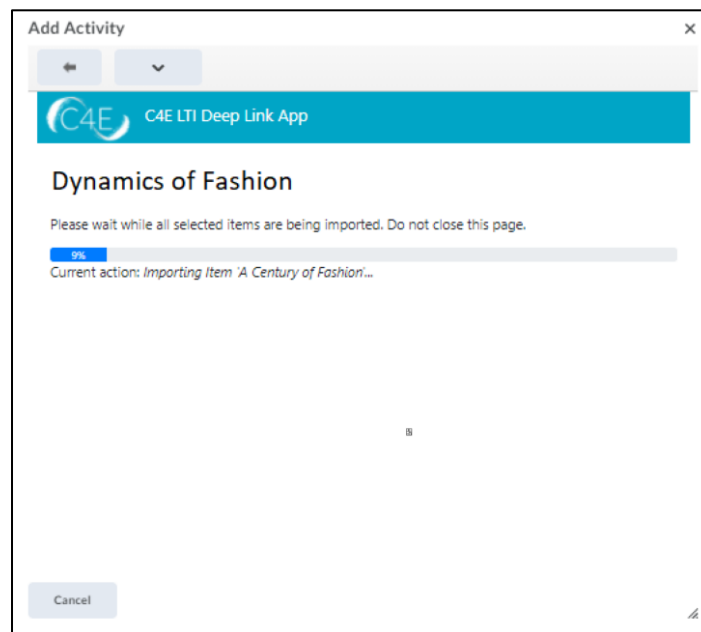 Add Activity
C4E
C4E LTI Deep Link App
Dynamics of Fashion
Please wait while all selected items are being imported. Do not close this page.
9%
Current action: Importing Item 'A Century of Fashion'...
Cancel